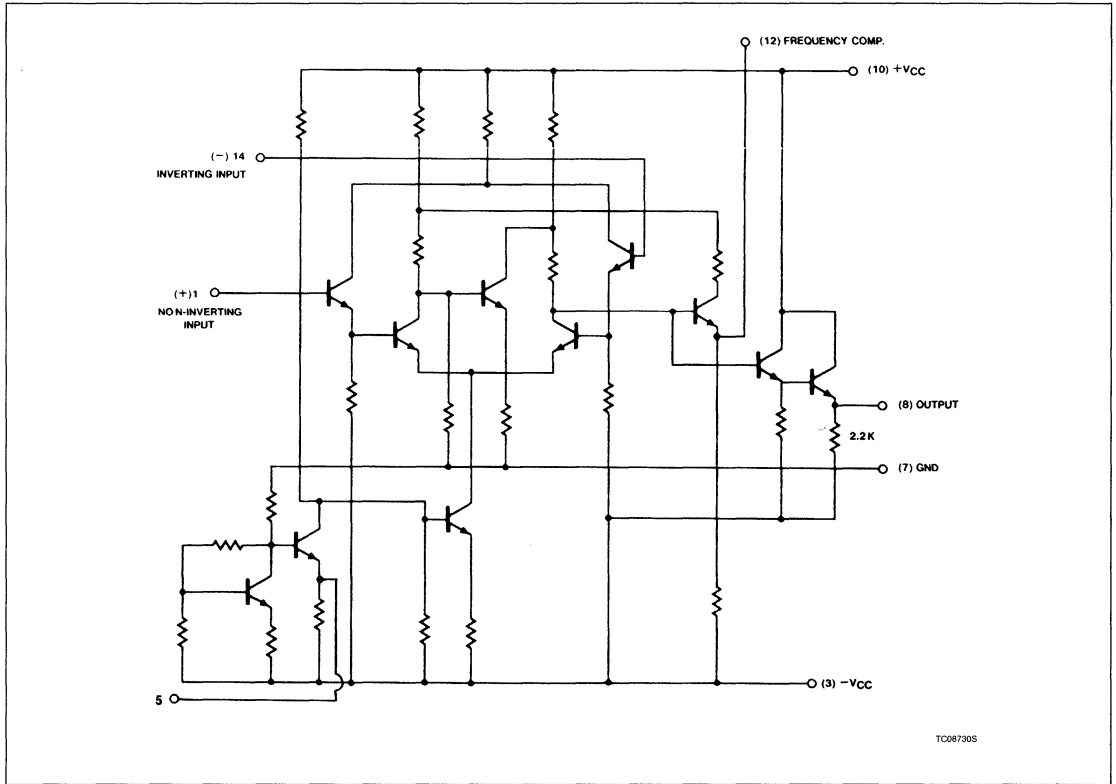 (12) FREQUENCY COMP.
(10) +VCC
(−) 14
INVERTING INPUT
(+) 1
NON-INVERTING
INPUT
(8) OUTPUT
2.2K
(7) GND
(3) −VCC
5
TC08730S